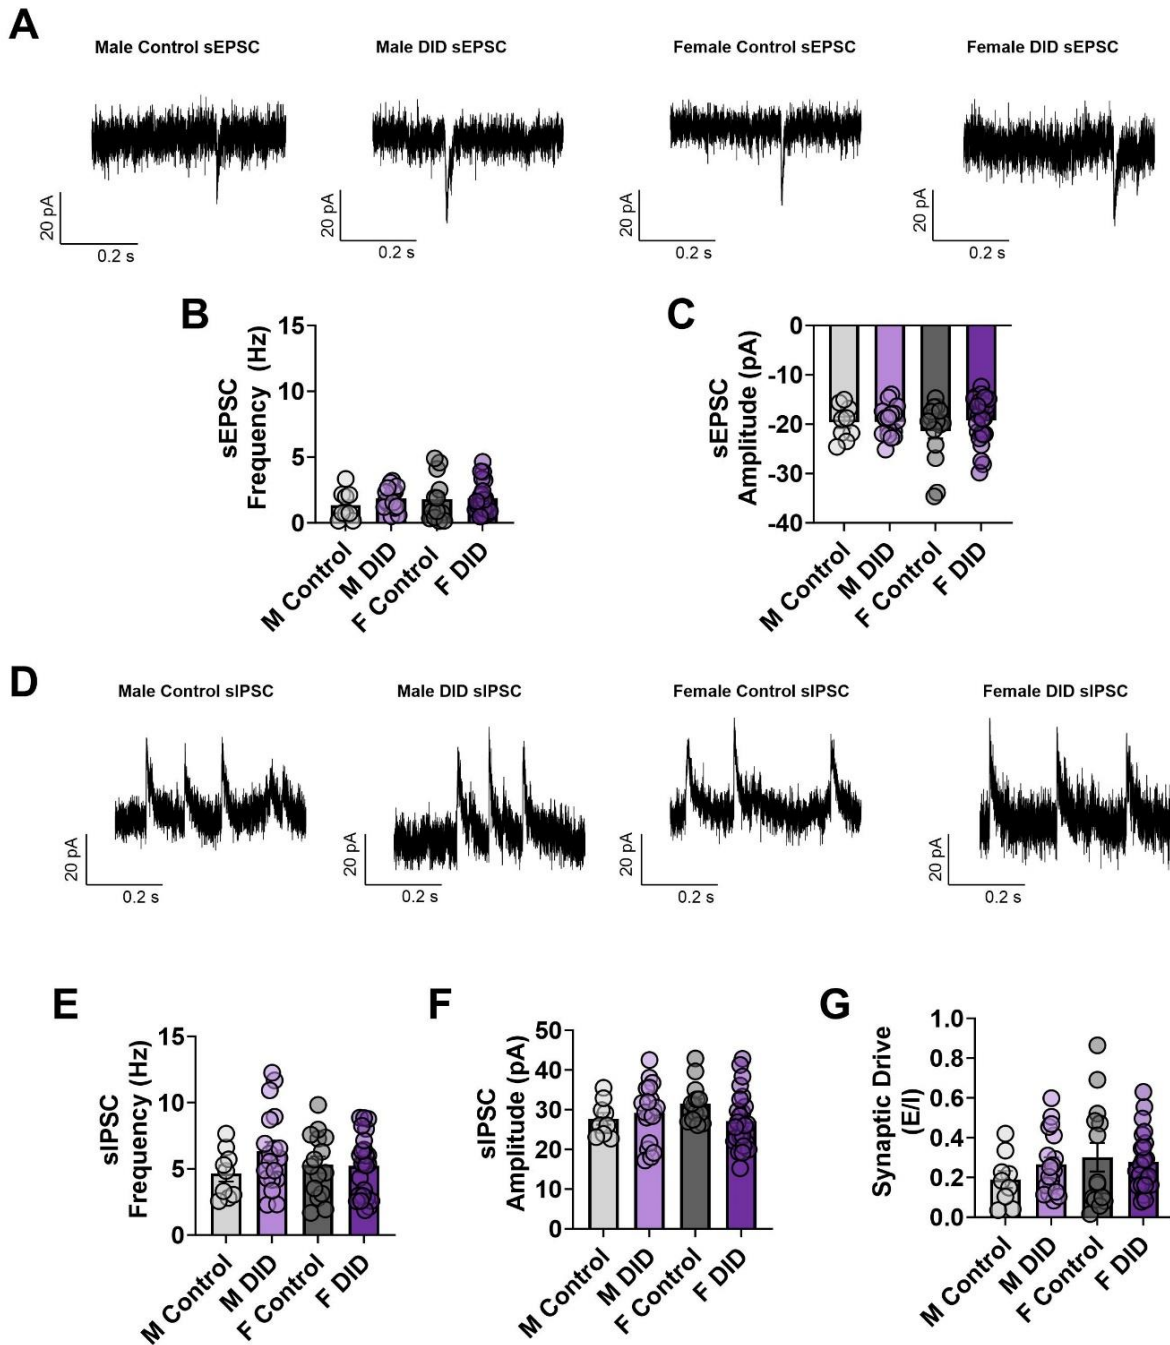 A
Male Control sEPSC
Male DID sEPSC
Female Control sEPSC
Female DID sEPSC
20 pA
0.2 s
20 pA
0.2 s
20 pA
0.2 s
20 pA
0.2 s
B
sEPSC
Frequency (Hz)
15
10
5
0
M Control
M DID
F Control
F DID
C
sEPSC
Amplitude (pA)
0
-10
-20
-30
-40
M Control
M DID
F Control
F DID
D
Male Control sIPSC
Male DID sIPSC
Female Control sIPSC
Female DID sIPSC
20 pA
0.2 s
20 pA
0.2 s
20 pA
0.2 s
20 pA
0.2 s
E
sIPSC
Frequency (Hz)
15
10
5
0
M Control
M DID
F Control
F DID
F
sIPSC
Amplitude (pA)
50
40
30
20
10
0
M Control
M DID
F Control
F DID
G
Synaptic Drive
(E/I)
1.0
0.8
0.6
0.4
0.2
0.0
M Control
M DID
F Control
F DID